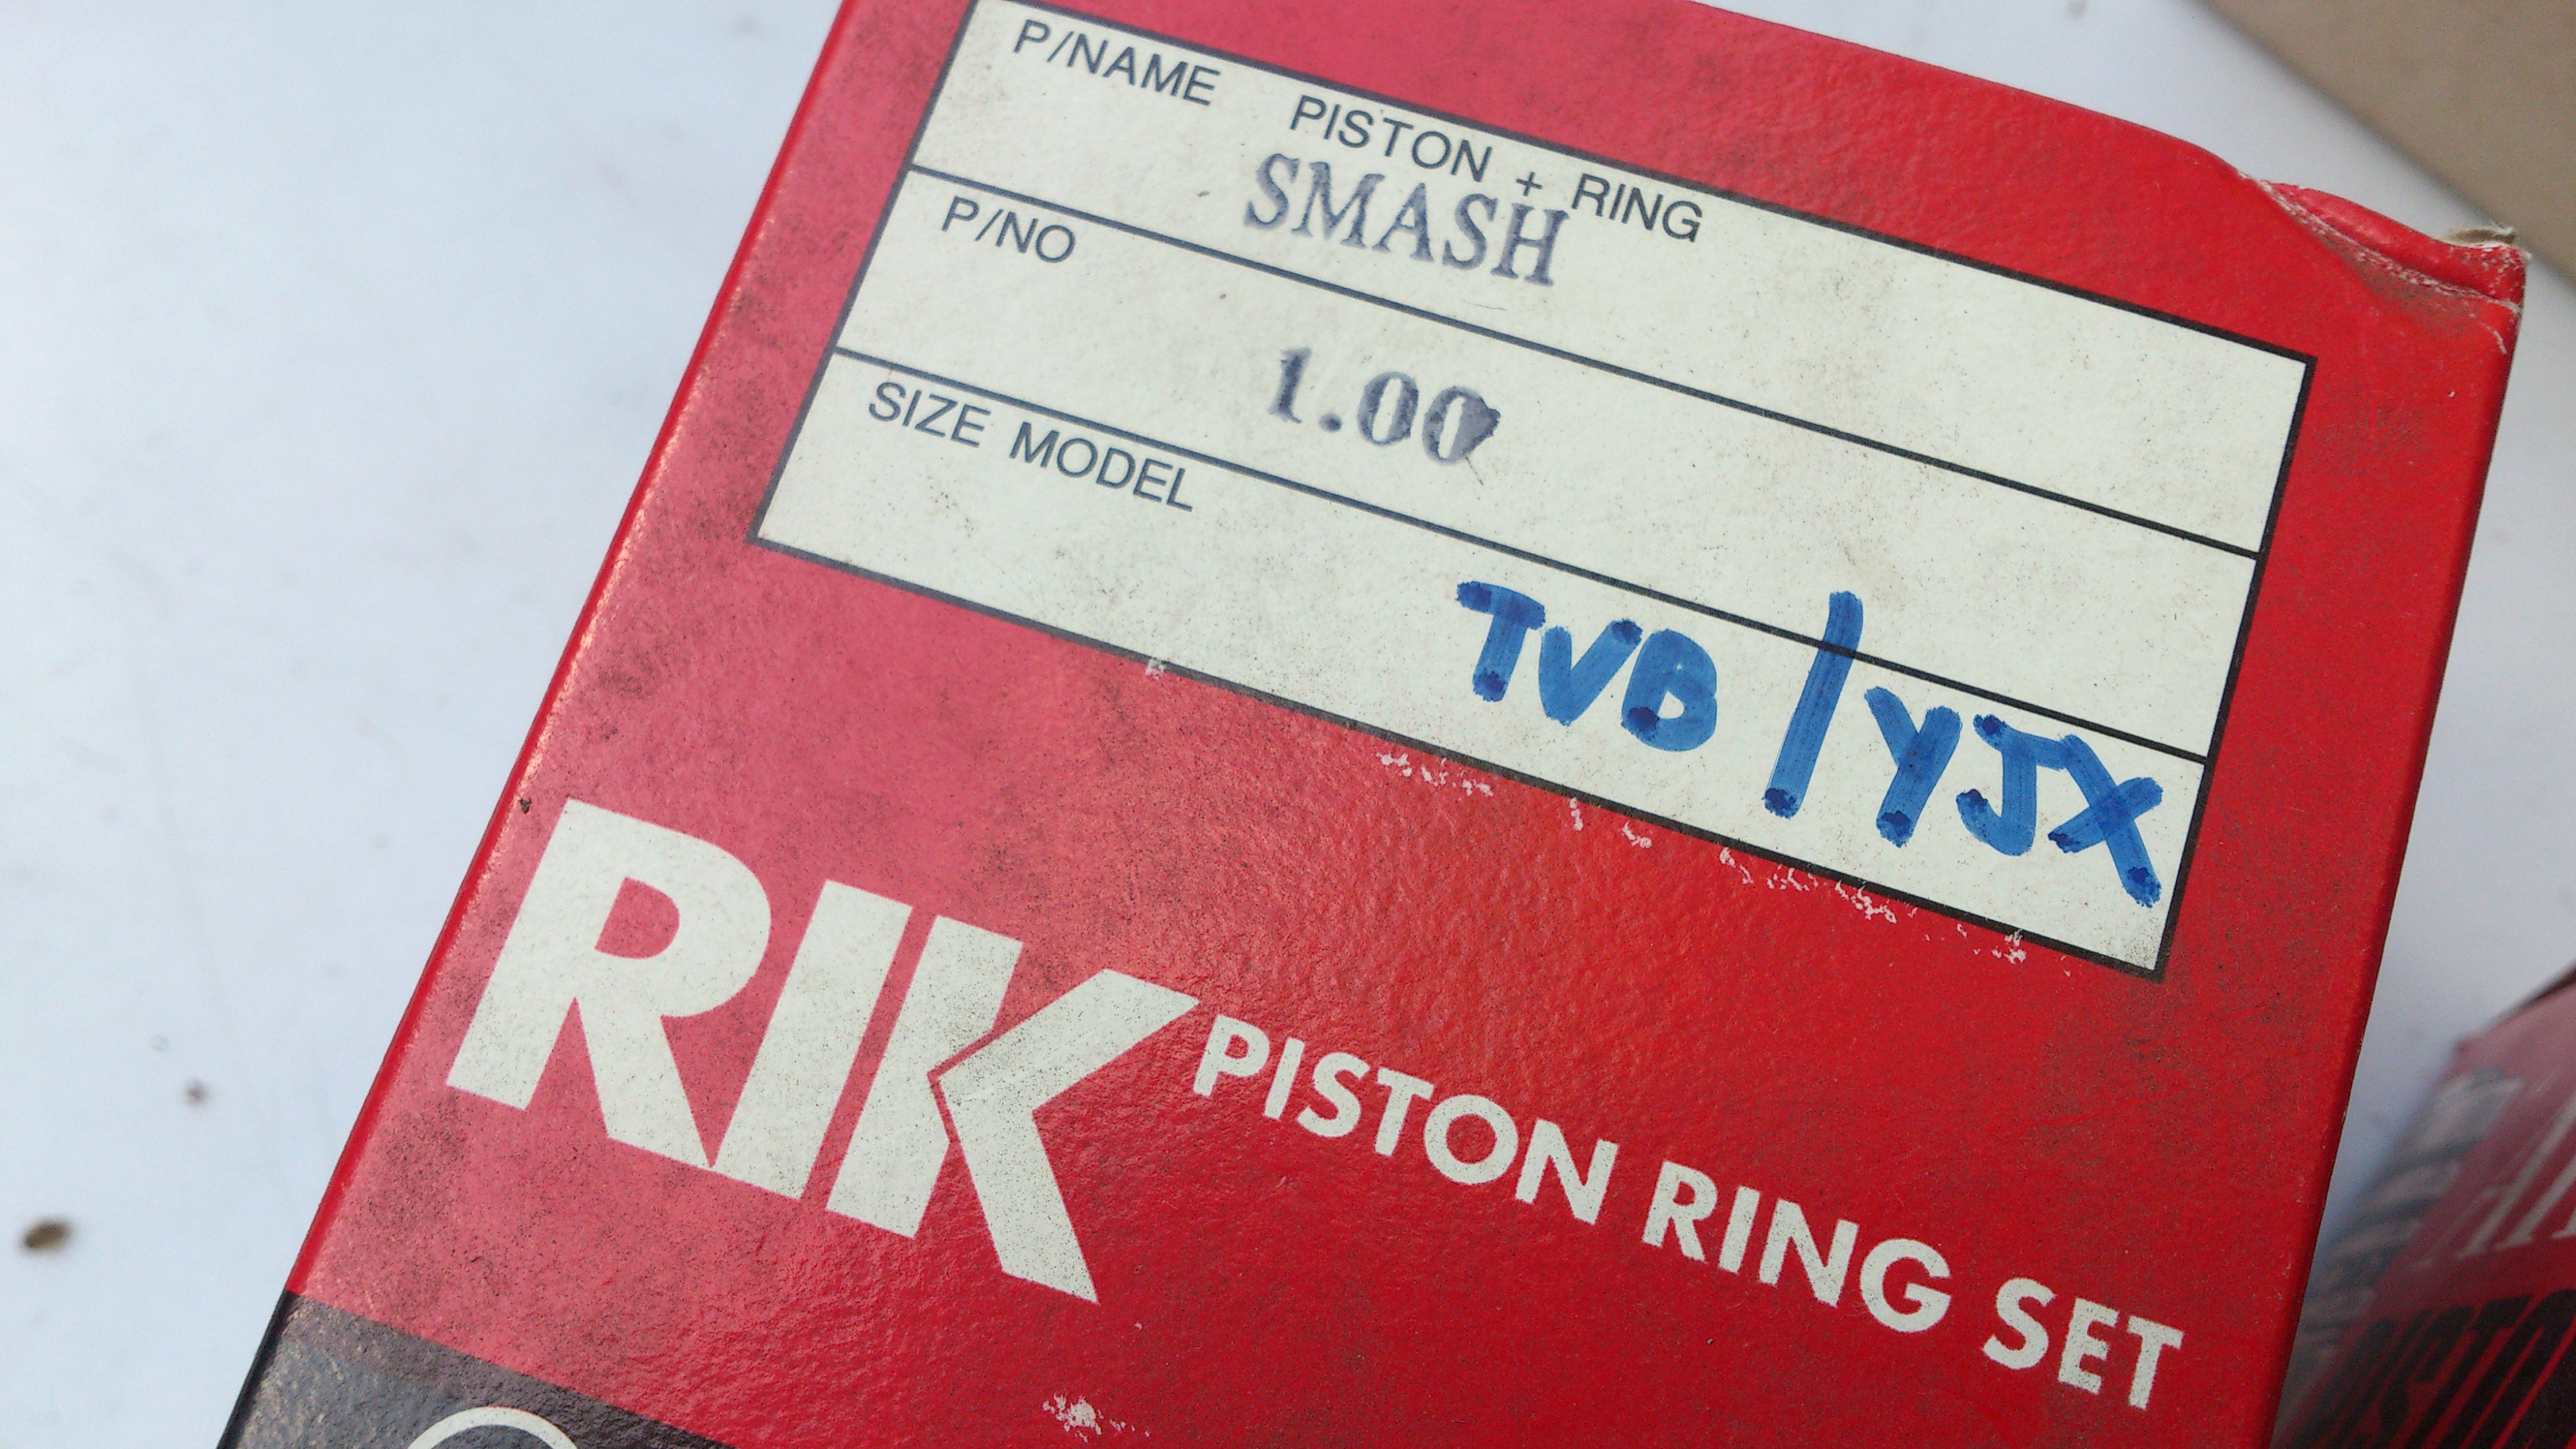 P/NAME PISTON + RING
SMASH
P/NO
1.00
SIZE MODEL
TVB/YJX
RIK PISTON RING SET